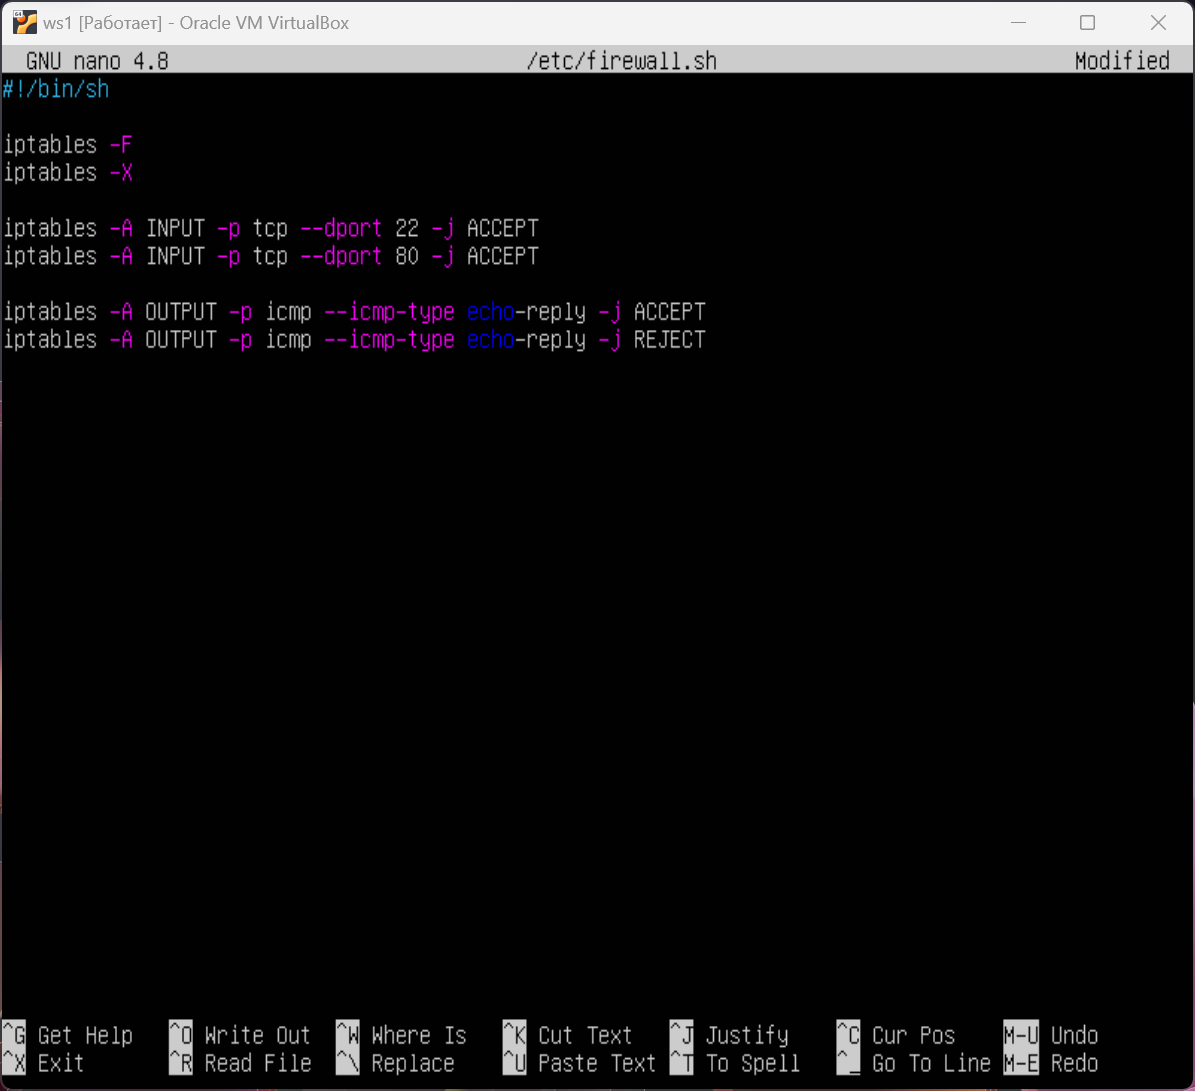 ws1 [Работает] - Oracle VM VirtualBox
GNU nano 4.8 /etc/firewall.sh Modified
#!/bin/sh
iptables -F
iptables -X
iptables -A INPUT -p tcp --dport 22 -j ACCEPT
iptables -A INPUT -p tcp --dport 80 -j ACCEPT
iptables -A OUTPUT -p icmp --icmp-type echo-reply -j ACCEPT
iptables -A OUTPUT -p icmp --icmp-type echo-reply -j REJECT
^G Get Help ^O Write Out ^W Where Is ^K Cut Text ^J Justify ^C Cur Pos M-U Undo
^X Exit ^R Read File ^\ Replace ^U Paste Text ^T To Spell ^_ Go To Line M-E Redo